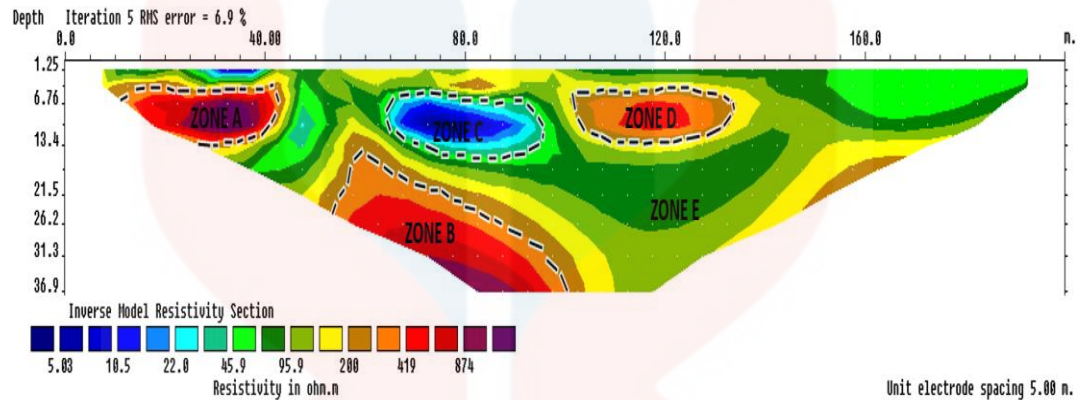 Depth Iteration 5 RMS error = 6.9 %
0.0 40.00 80.0 120.0 160.0 m.
1.25
6.76
13.4
21.5
26.2
31.3
36.9
ZONE A
ZONE C
ZONE D
ZONE E
ZONE B
Inverse Model Resistivity Section
5.03 10.5 22.0 45.9 95.9 200 419 874
Resistivity in ohm.m
Unit electrode spacing 5.00 m.